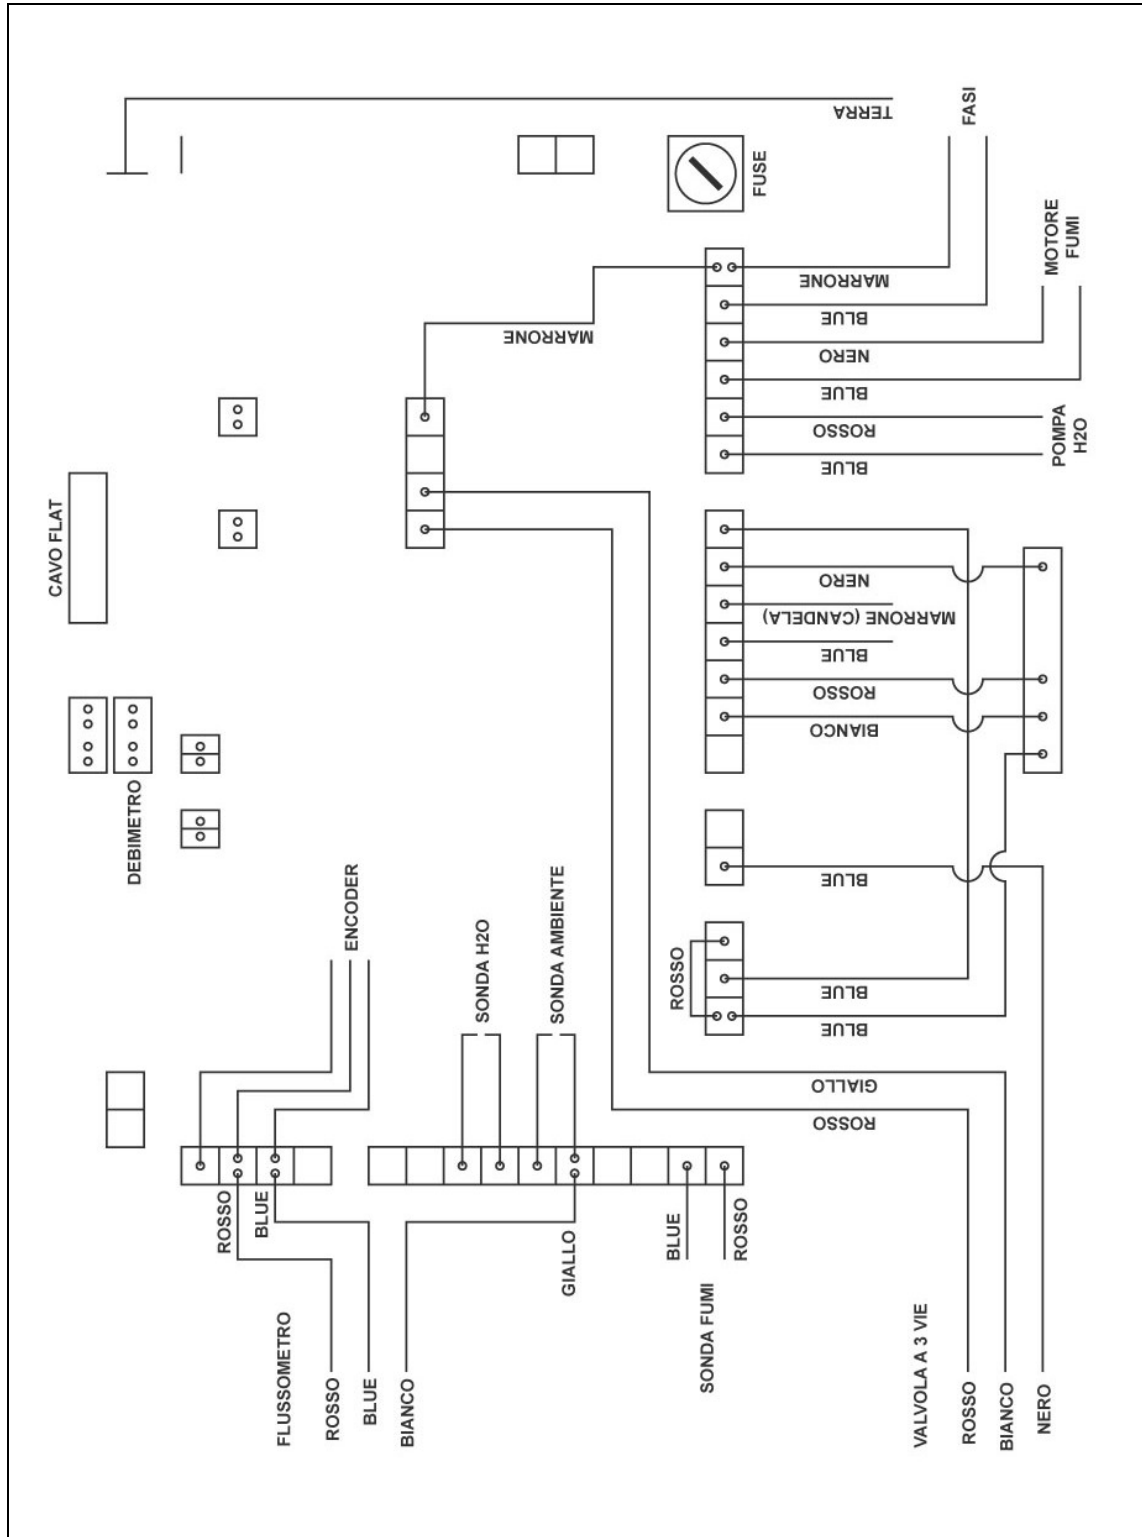 TERRA
FASI
FUSE
MOTORE
FUMI
MARRONE
BLUE
MARRONE
NERO
BLUE
ROSSO
BLUE
POMPA
H2O
CAVO FLAT
NERO
MARRONE (CANDELA)
BLUE
ROSSO
BIANCO
DEBIMETRO
ENCODER
SONDA H2O
SONDA AMBIENTE
BLUE
ROSSO
BLUE
BLUE
GIALLO
ROSSO
ROSSO
BLUE
GIALLO
BLUE
ROSSO
FLUSSOMETRO
ROSSO
BLUE
BIANCO
SONDA FUMI
VALVOLA A 3 VIE
ROSSO
BIANCO
NERO